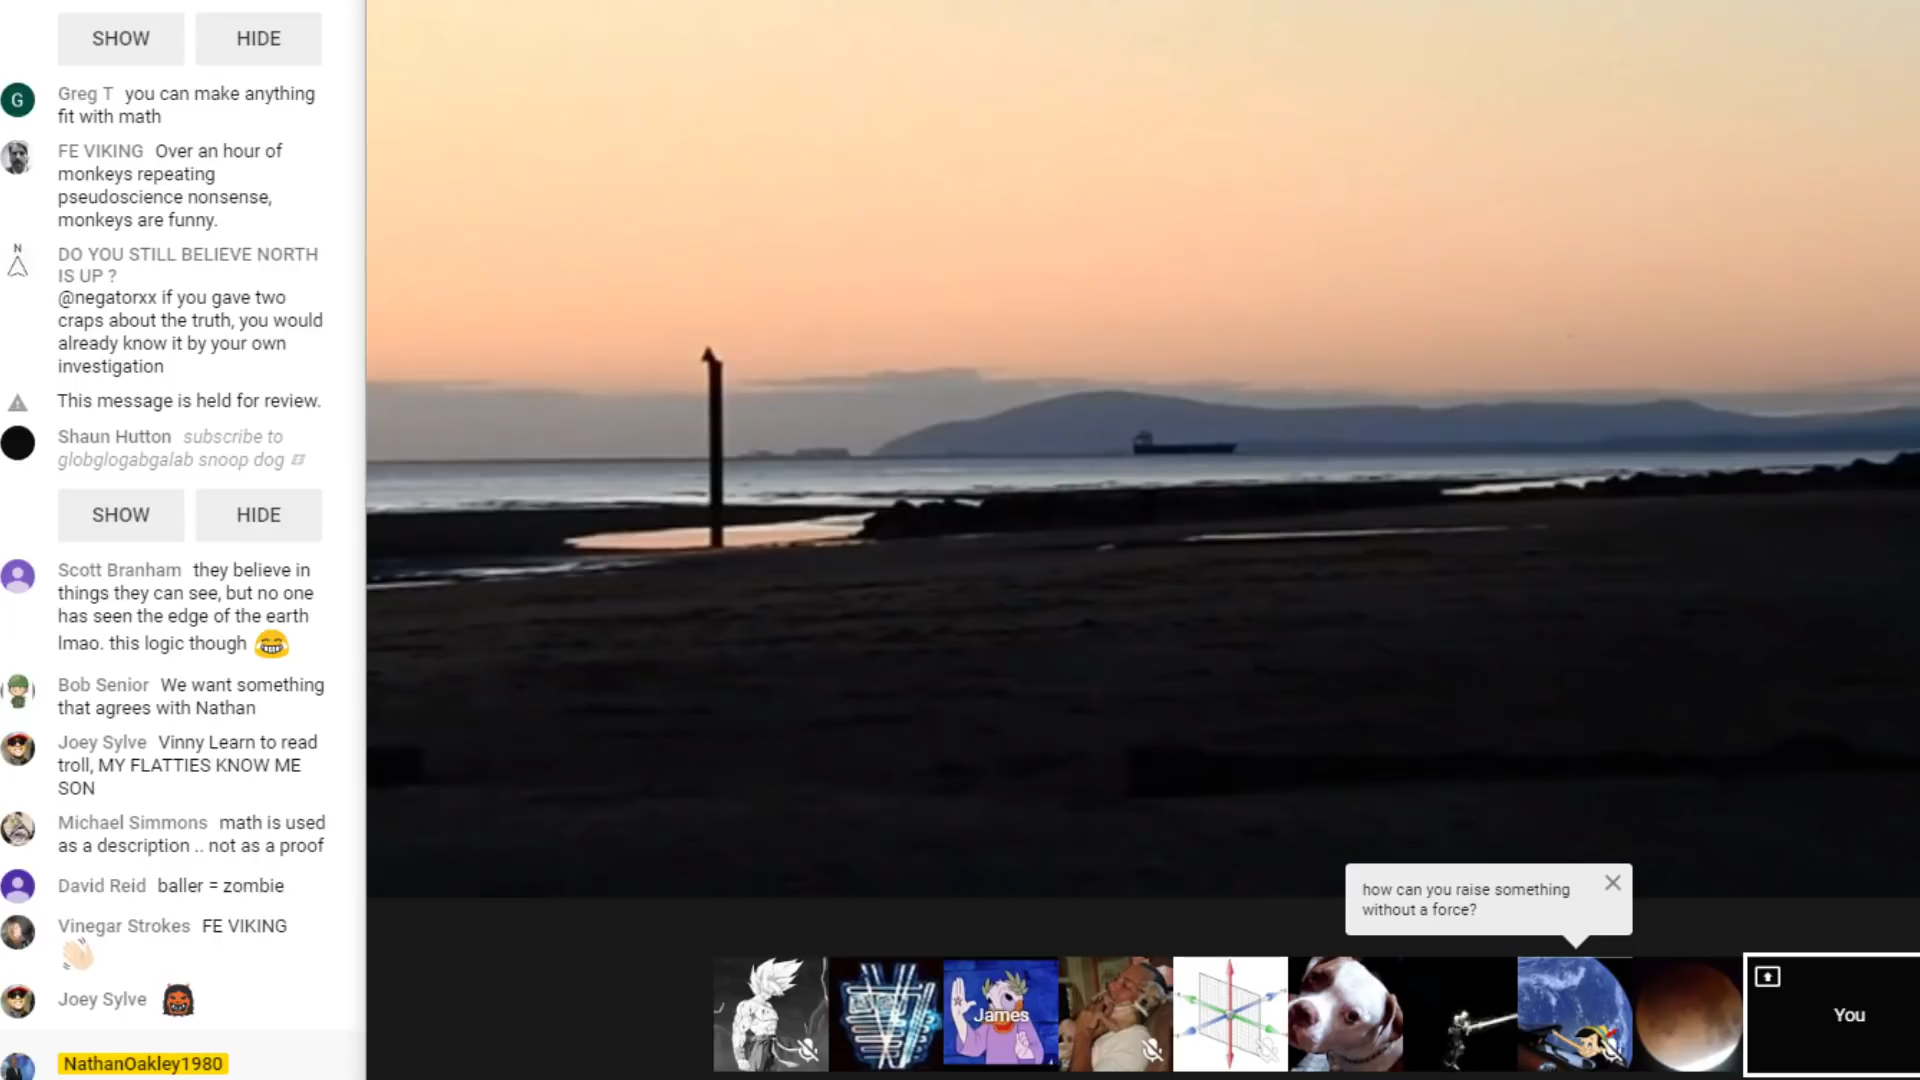 SHOW HIDE
Greg T you can make anything
fit with math
FE VIKING Over an hour of
monkeys repeating
pseudoscience nonsense,
monkeys are funny.
N
DO YOU STILL BELIEVE NORTH
IS UP ?
@negatorxx if you gave two
craps about the truth, you would
already know it by your own
investigation
This message is held for review.
Shaun Hutton subscribe to
globglogabgalab snoop dog
SHOW HIDE
Scott Branham they believe in
things they can see, but no one
has seen the edge of the earth
lmao. this logic though 😂
Bob Senior We want something
that agrees with Nathan
Joey Sylve Vinny Learn to read
troll, MY FLATTIES KNOW ME
SON
Michael Simmons math is used
as a description .. not as a proof
David Reid baller = zombie
Vinegar Strokes FE VIKING
👋🏻
Joey Sylve 👹
NathanOakley1980
G
how can you raise something
without a force?
James
You